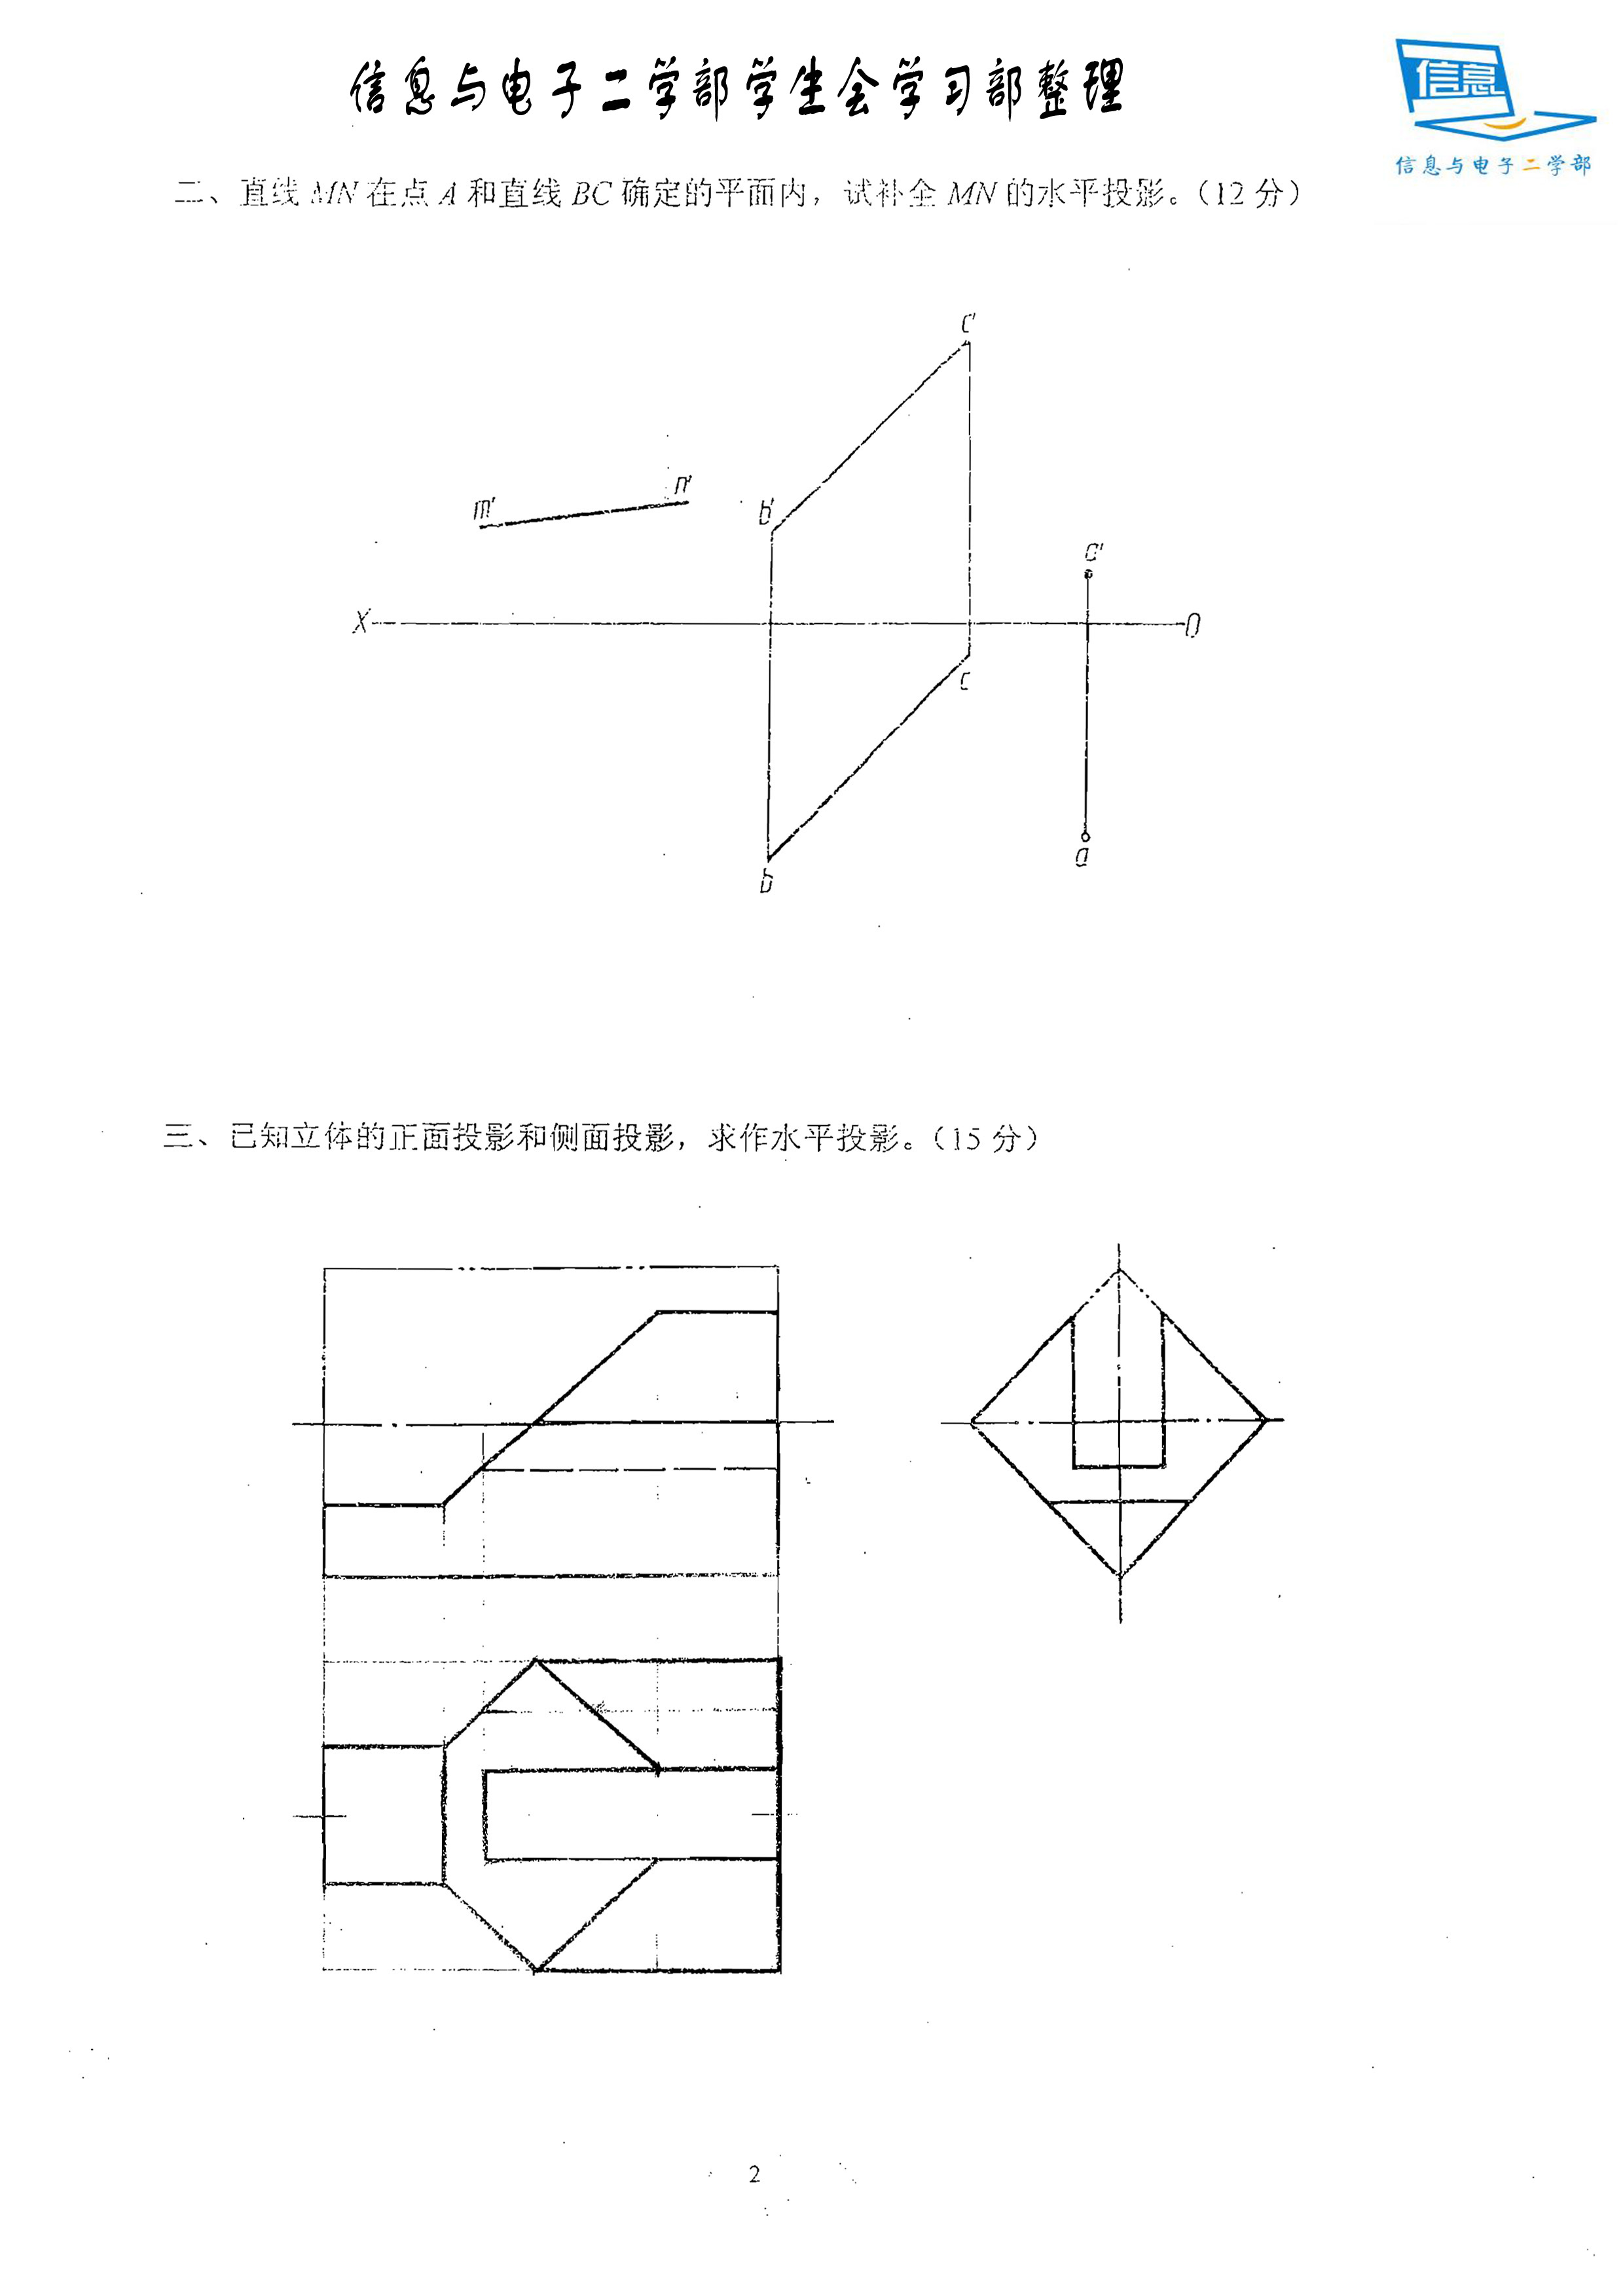 信息与电子二学部学生会学习部整理
信息
信息与电子二学部
二、直线 MN 在点 A 和直线 BC 确定的平面内，试补全 MN 的水平投影。（12 分）
c'
m'
n'
b'
a'
X
O
c
a
b
三、已知立体的正面投影和侧面投影，求作水平投影。（15 分）
2